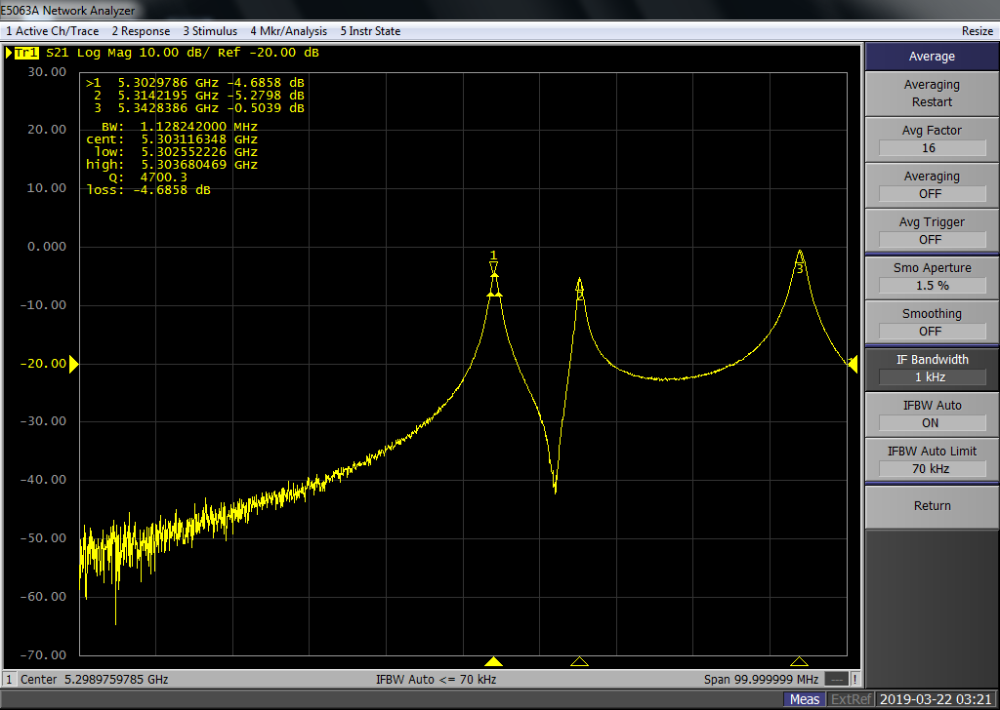 E5063A Network Analyzer
1 Active Ch/Trace 2 Response 3 Stimulus 4 Mkr/Analysis 5 Instr State Resize
Tr1 S21 Log Mag 10.00 dB/ Ref -20.00 dB
30.00
20.00
10.00
0.000
-10.00
-20.00
-30.00
-40.00
-50.00
-60.00
-70.00
>1 5.3029786 GHz -4.6858 dB
2 5.3142195 GHz -5.2798 dB
3 5.3428386 GHz -0.5039 dB
BW: 1.128242000 MHz
cent: 5.303116348 GHz
low: 5.302552226 GHz
high: 5.303680469 GHz
Q: 4700.3
loss: -4.6858 dB
1
2
3
1 Center 5.2989759785 GHz IFBW Auto <= 70 kHz Span 99.999999 MHz --- !
Average
Averaging
Restart
Avg Factor
16
Averaging
OFF
Avg Trigger
OFF
Smo Aperture
1.5 %
Smoothing
OFF
IF Bandwidth
1 kHz
IFBW Auto
ON
IFBW Auto Limit
70 kHz
Return
Meas ExtRef 2019-03-22 03:21